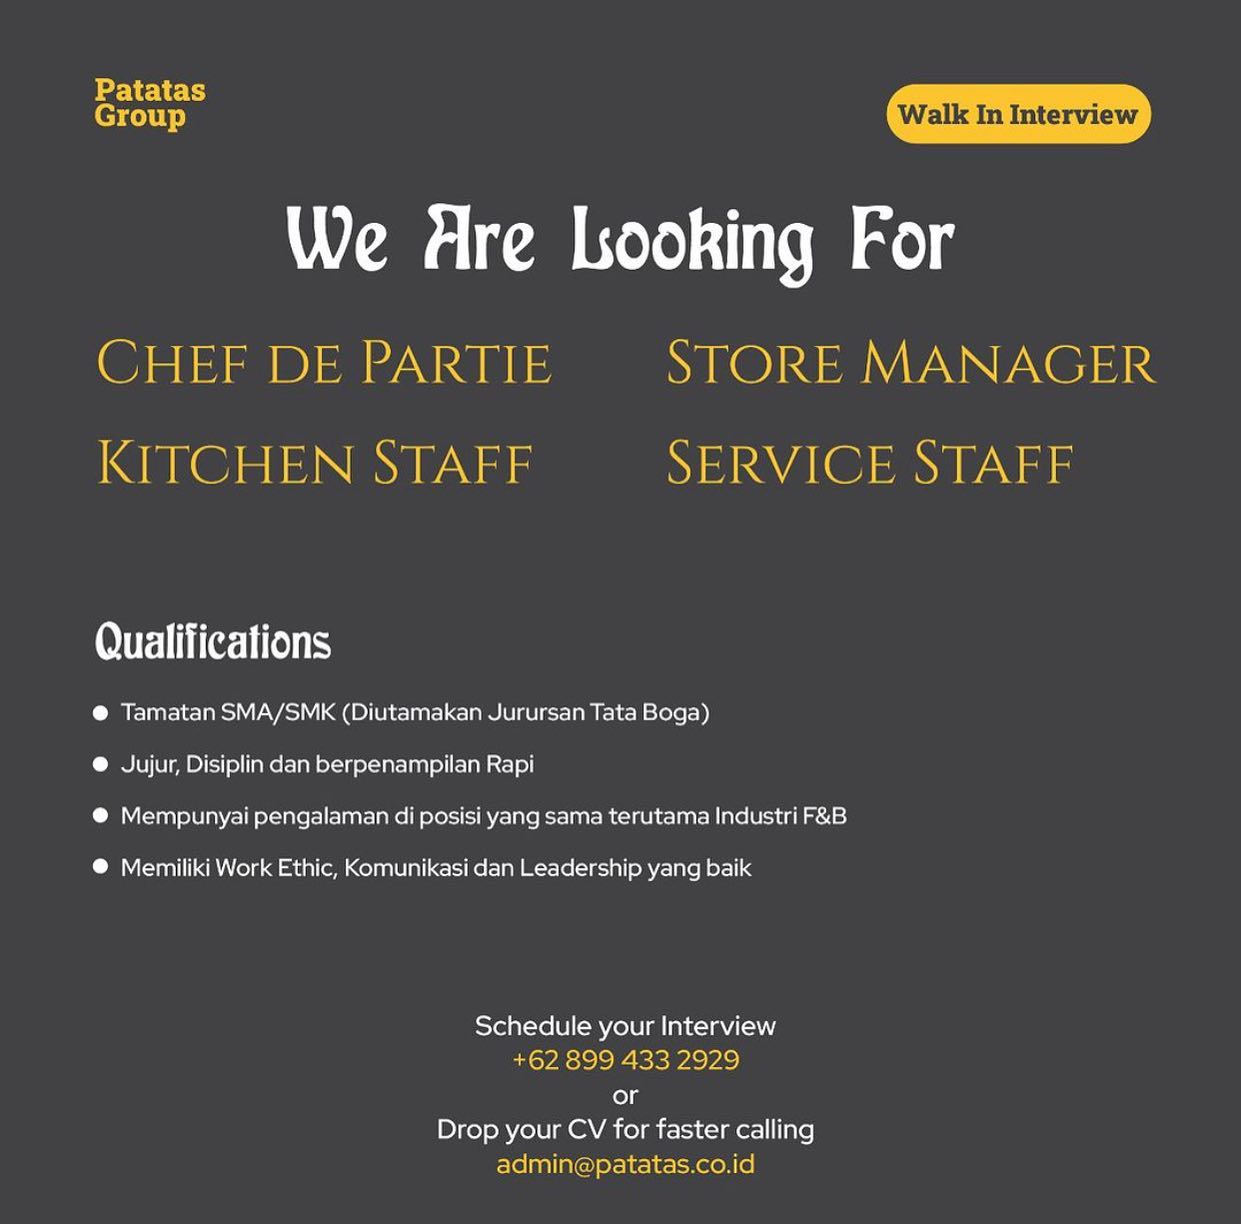 Patatas
Group
Walk In Interview
We Are Looking For
Chef de Partie
Store Manager
Kitchen Staff
Service Staff
Qualifications
Tamatan SMA/SMK (Diutamakan Jurursan Tata Boga)
Jujur, Disiplin dan berpenampilan Rapi
Mempunyai pengalaman di posisi yang sama terutama Industri F&B
Memiliki Work Ethic, Komunikasi dan Leadership yang baik
Schedule your Interview
+62 899 433 2929
or
Drop your CV for faster calling
admin@patatas.co.id